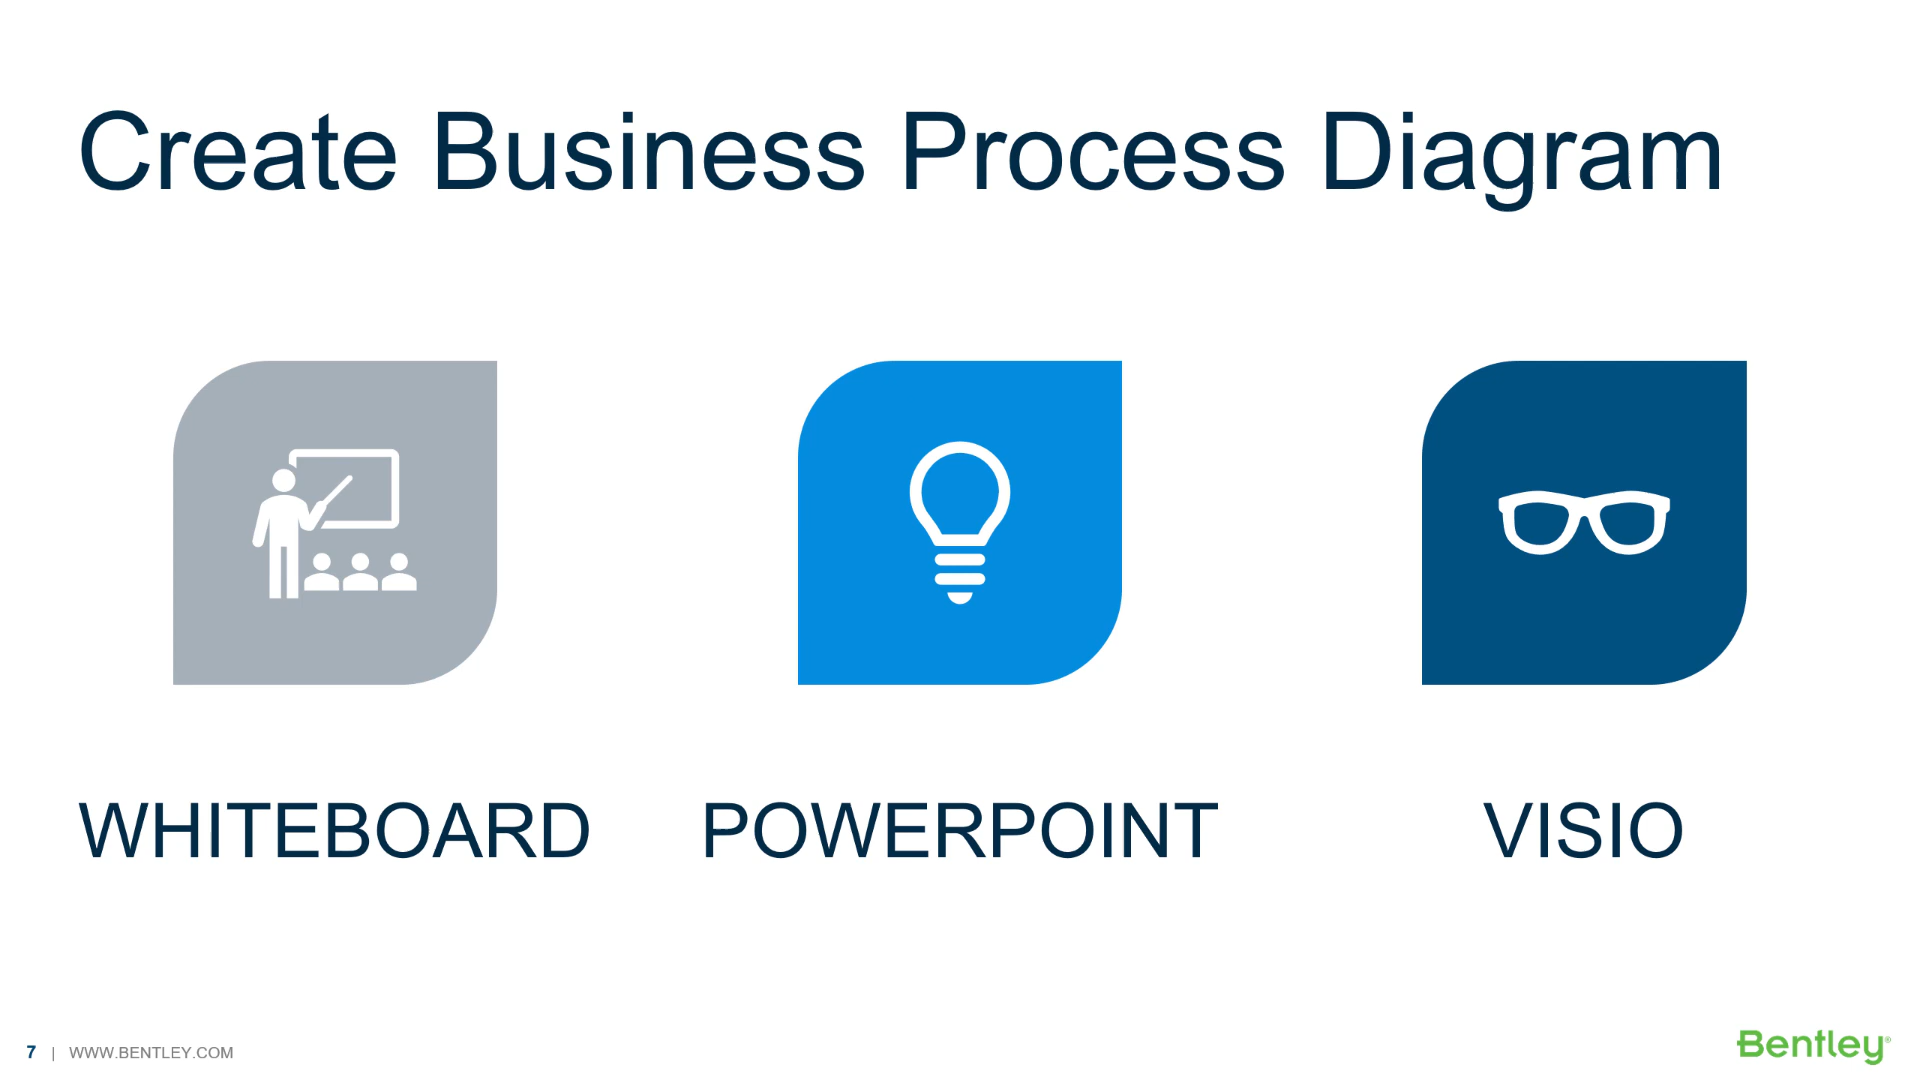 Create Business Process Diagram
WHITEBOARD
POWERPOINT
VISIO
7 | WWW.BENTLEY.COM
Bentley®